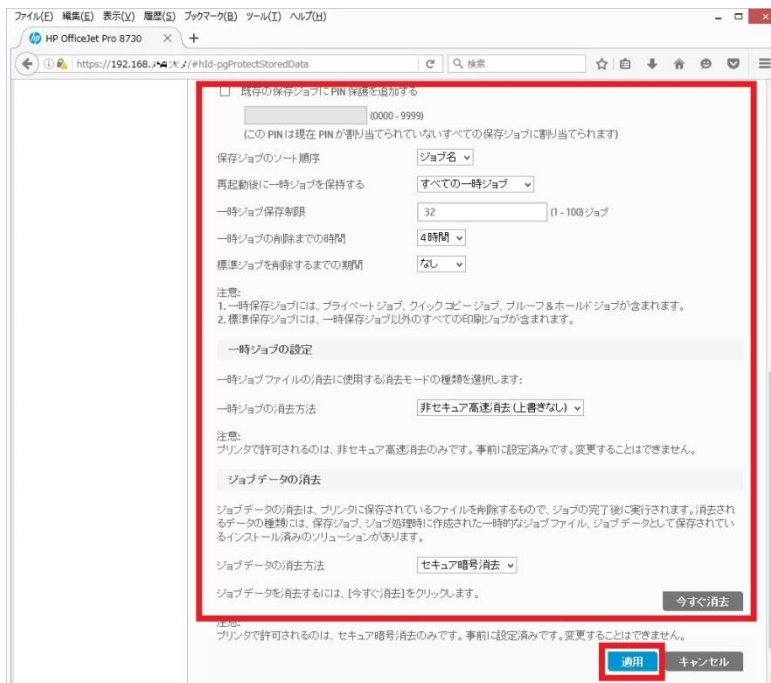 ファイル(F) 編集(E) 表示(V) 履歴(S) ブックマーク(B) ツール(T) ヘルプ(H)
HP OfficeJet Pro 8730
https://192.168. /#hId-pgProtectStoredData
検索
既存の保存ジョブに PIN 保護を追加する
(0000 - 9999)
(この PIN は現在 PIN が割り当てられていないすべての保存ジョブに割り当てられます)
保存ジョブのソート順序 ジョブ名
再起動後に一時ジョブを保持する すべての一時ジョブ
一時ジョブ保存制限 32 (1 - 100) ジョブ
一時ジョブの削除までの時間 4 時間
標準ジョブを削除するまでの期間 なし
注意:
1. 一時保存ジョブには、プライベートジョブ、クイック コピー ジョブ、プルーフ & ホールド ジョブが含まれます。
2. 標準保存ジョブには、一時保存ジョブ以外のすべての印刷ジョブが含まれます。
一時ジョブの設定
一時ジョブ ファイルの消去に使用する消去モードの種類を選択します:
一時ジョブの消去方法 非セキュア高速消去 (上書きなし)
注意:
プリンタで許可されるのは、非セキュア高速消去のみです。事前に設定済みです。変更することはできません。
ジョブ データの消去
ジョブ データの消去は、プリンタに保存されているファイルを削除するもので、ジョブの完了後に実行されます。消去され
るデータの種類には、保存ジョブ、ジョブ処理時に作成された一時的なジョブ ファイル、ジョブ データとして保存されてい
るインストール済みのソリューションがあります。
ジョブ データの消去方法 セキュア暗号消去
ジョブ データを消去するには、[今すぐ消去] をクリックします。
今すぐ消去
注意:
プリンタで許可されるのは、セキュア暗号消去のみです。事前に設定済みです。変更することはできません。
適用 キャンセル